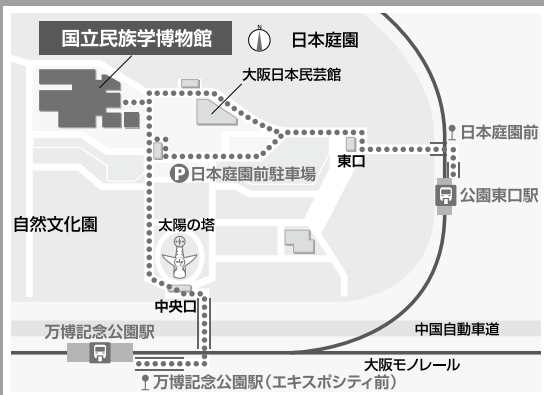 国立民族学博物館
N
日本庭園
大阪日本民芸館
日本庭園前
東口
P日本庭園前駐車場
公園東口駅
自然文化園
太陽の塔
中央口
万博記念公園駅
中国自動車道
大阪モノレール
万博記念公園駅(エキスポシティ前)